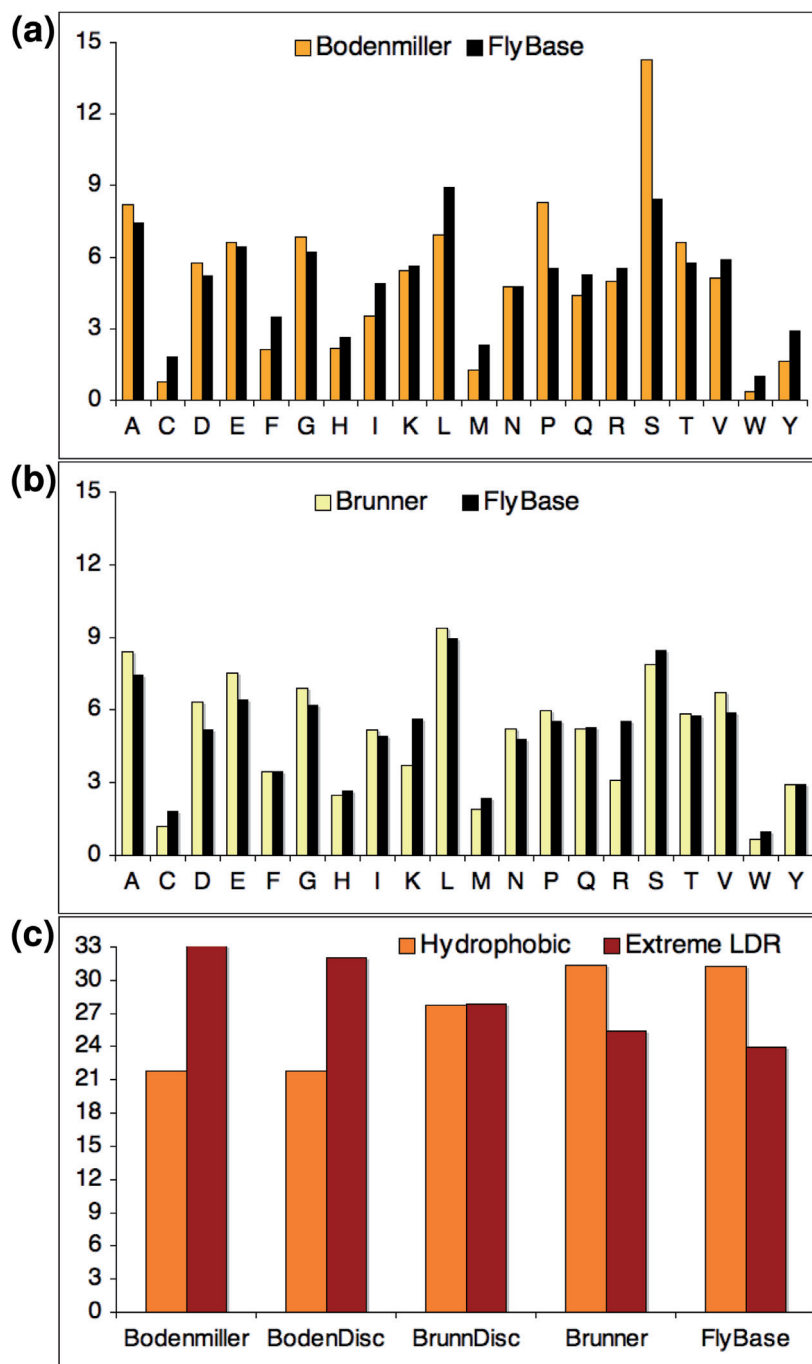 (a)
Bodenmiller FlyBase
15
12
9
6
3
0
A C D E F G H I K L M N P Q R S T V W Y
(b)
Brunner FlyBase
15
12
9
6
3
0
A C D E F G H I K L M N P Q R S T V W Y
(c)
Hydrophobic Extreme LDR
33
30
27
24
21
18
15
12
9
6
3
0
Bodenmiller BodenDisc BrunnDisc Brunner FlyBase